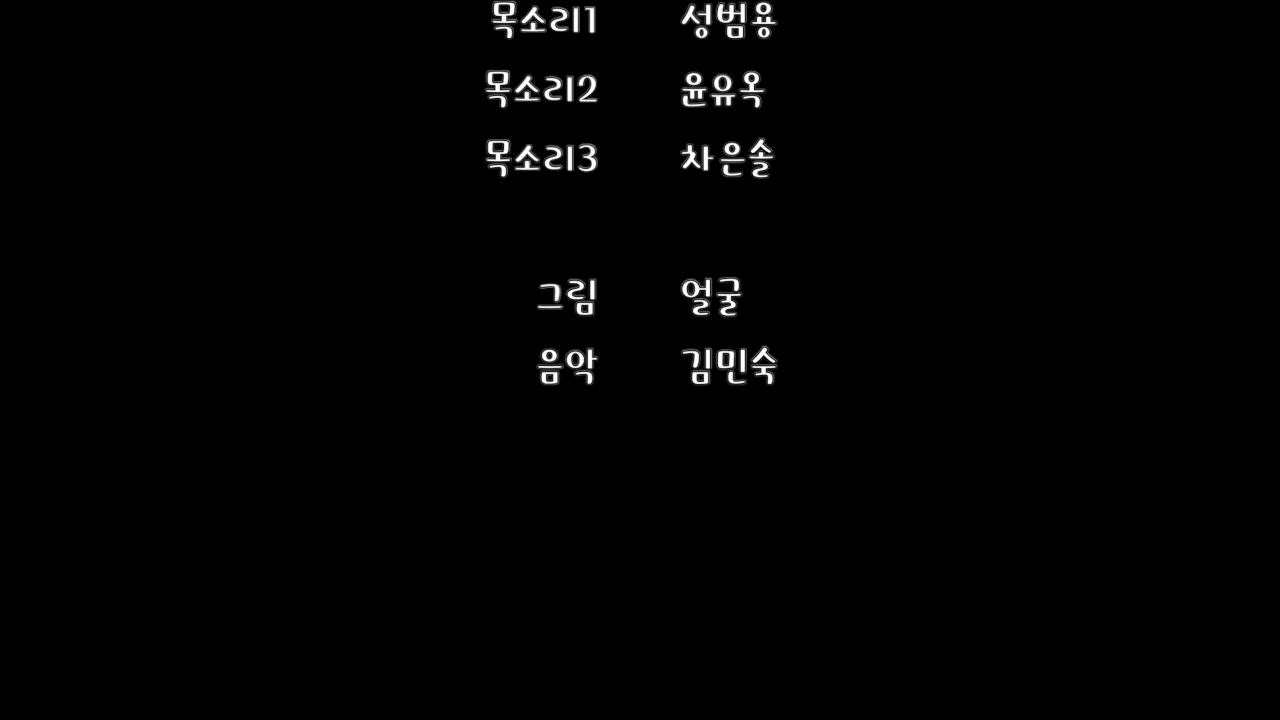 목소리1 성범용
목소리2 윤유옥
목소리3 차은솔
그림 얼굴
음악 김민숙